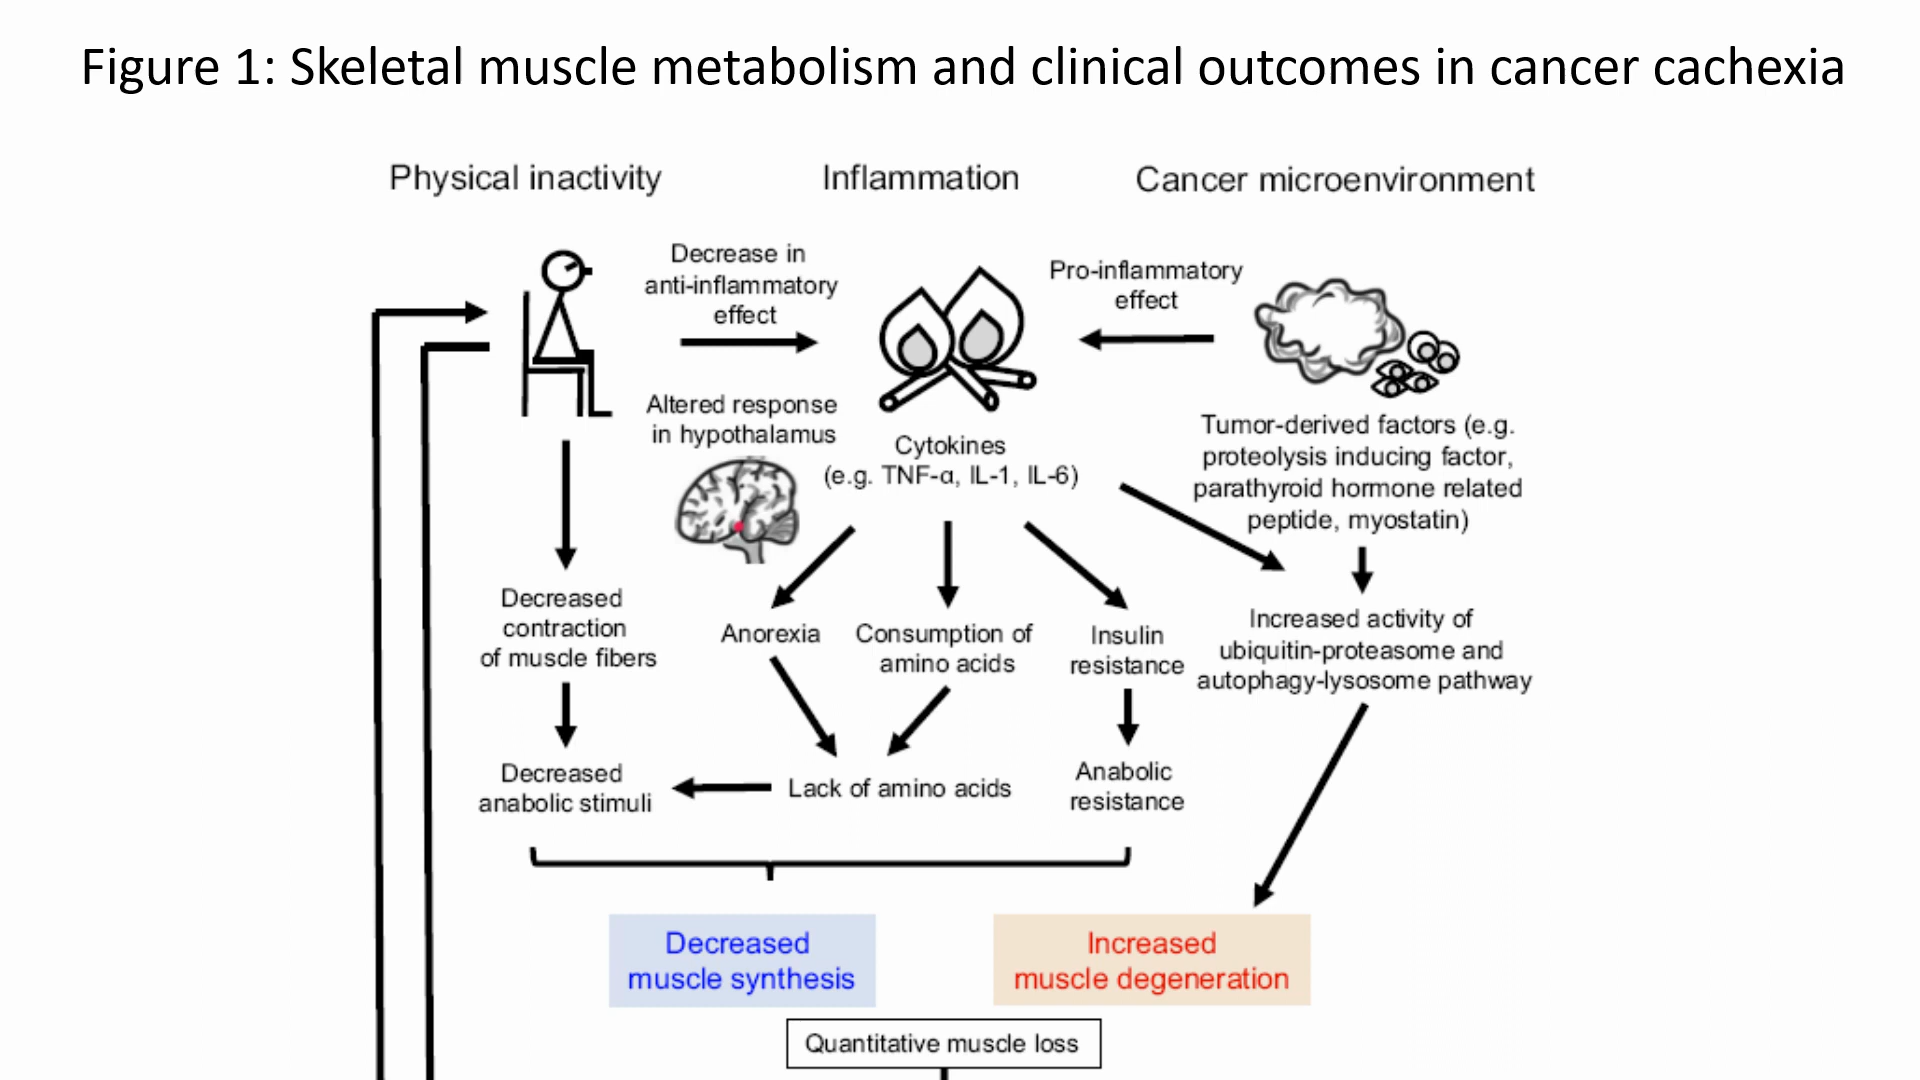 Figure 1: Skeletal muscle metabolism and clinical outcomes in cancer cachexia
Physical inactivity
Inflammation
Cancer microenvironment
Decrease in
anti-inflammatory
effect
Pro-inflammatory
effect
Altered response
in hypothalamus
Cytokines
(e.g. TNF-α, IL-1, IL-6)
Tumor-derived factors (e.g.
proteolysis inducing factor,
parathyroid hormone related
peptide, myostatin)
Decreased
contraction
of muscle fibers
Anorexia
Consumption of
amino acids
Insulin
resistance
Increased activity of
ubiquitin-proteasome and
autophagy-lysosome pathway
Decreased
anabolic stimuli
Lack of amino acids
Anabolic
resistance
Decreased
muscle synthesis
Increased
muscle degeneration
Quantitative muscle loss